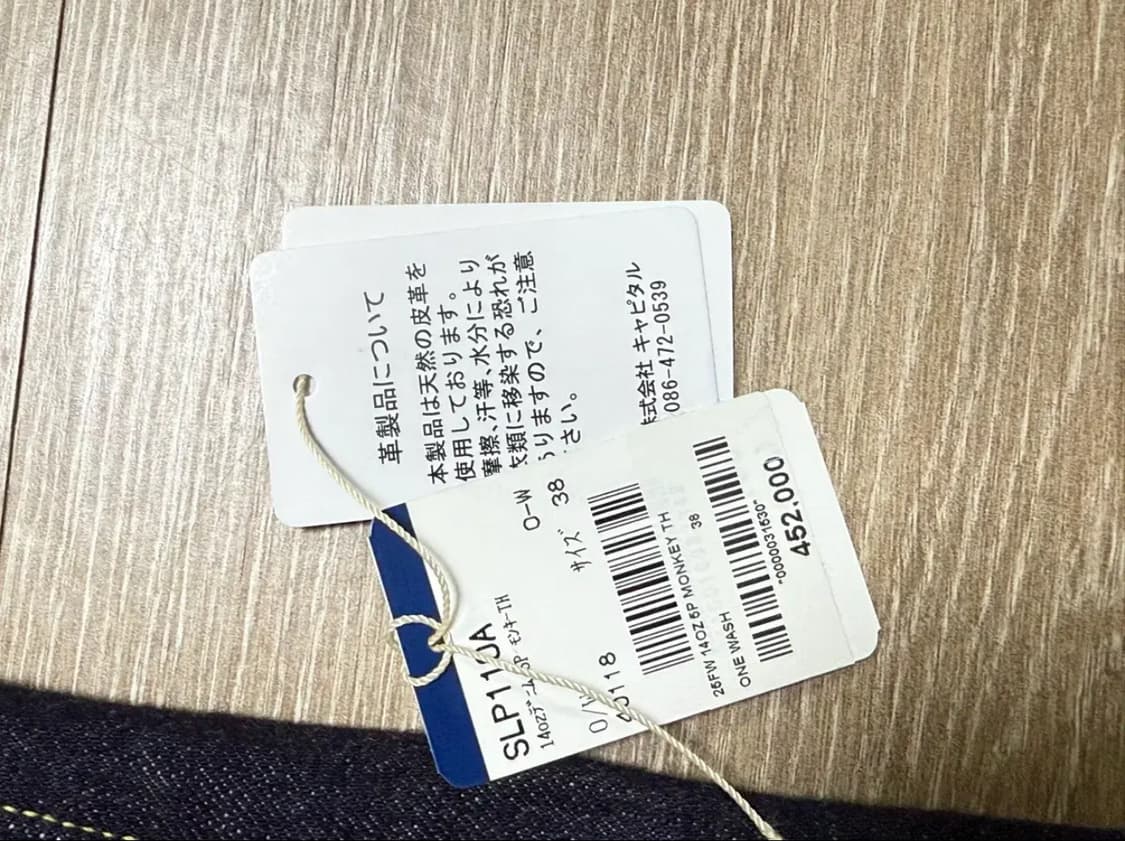 革製品について
本製品は天然の皮革を
使用しております。
摩擦、汗等、水分により
衣類に移染する恐れが
りますので、ご注意
さい。
式会社 キャピタル
086-472-0539
14OZデニム5P モンキーTH
O-W
サイズ 38
118
25FW 14OZ 5P MONKEY TH
38
ONE WASH
*0000031630*
452,000